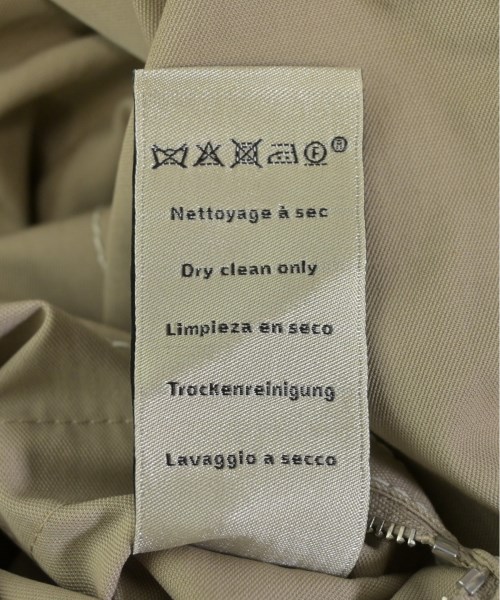 F ®
Nettoyage à sec
Dry clean only
Limpieza en seco
Trockenreinigung
Lavaggio a secco